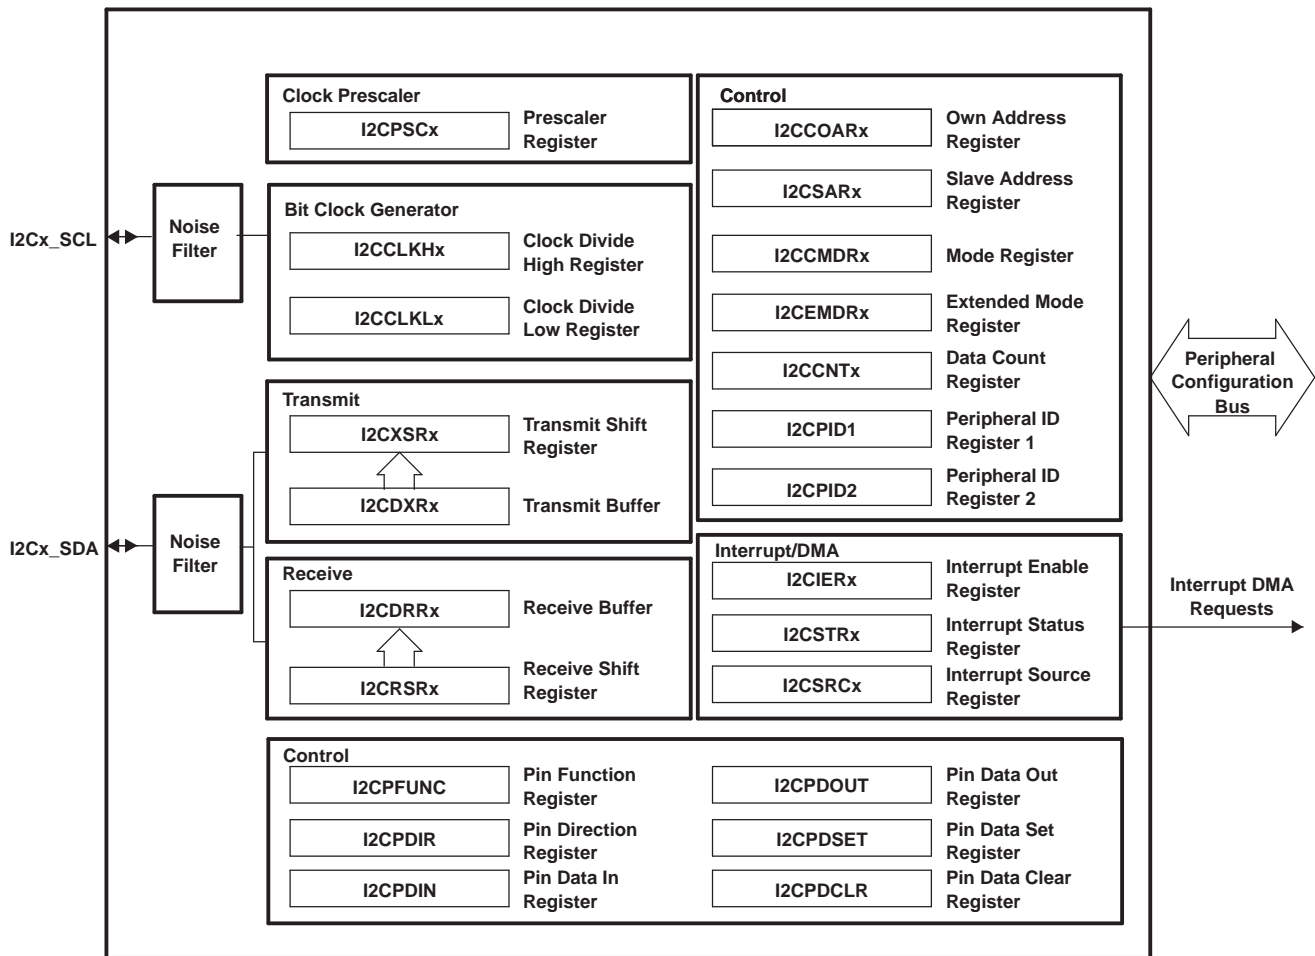 Clock Prescaler
I2CPSCx
Prescaler
Register
Control
I2CCOARx
Own Address
Register
I2CSARx
Slave Address
Register
I2CCMDRx
Mode Register
I2CEMDRx
Extended Mode
Register
I2CCNTx
Data Count
Register
I2CPID1
Peripheral ID
Register 1
I2CPID2
Peripheral ID
Register 2
I2Cx_SCL
Noise
Filter
Bit Clock Generator
I2CCLKHx
Clock Divide
High Register
I2CCLKLx
Clock Divide
Low Register
Peripheral
Configuration
Bus
Transmit
I2CXSRx
Transmit Shift
Register
I2CDXRx
Transmit Buffer
I2Cx_SDA
Noise
Filter
Receive
I2CDRRx
Receive Buffer
I2CRSRx
Receive Shift
Register
Interrupt/DMA
I2CIERx
Interrupt Enable
Register
I2CSTRx
Interrupt Status
Register
I2CSRCx
Interrupt Source
Register
Interrupt DMA
Requests
Control
I2CPFUNC
Pin Function
Register
I2CPDIR
Pin Direction
Register
I2CPDIN
Pin Data In
Register
I2CPDOUT
Pin Data Out
Register
I2CPDSET
Pin Data Set
Register
I2CPDCLR
Pin Data Clear
Register